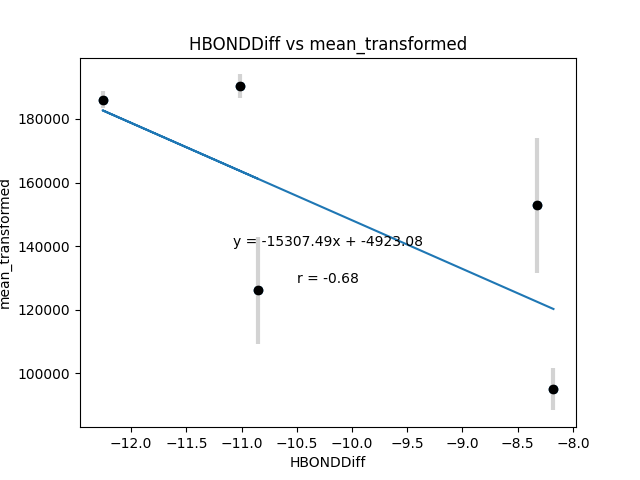 HBONDDiff vs mean_transformed
mean_transformed
180000
160000
140000
120000
100000
y = -15307.49x + -4923.08
r = -0.68
−12.0 −11.5 −11.0 −10.5 −10.0 −9.5 −9.0 −8.5 −8.0
HBONDDiff